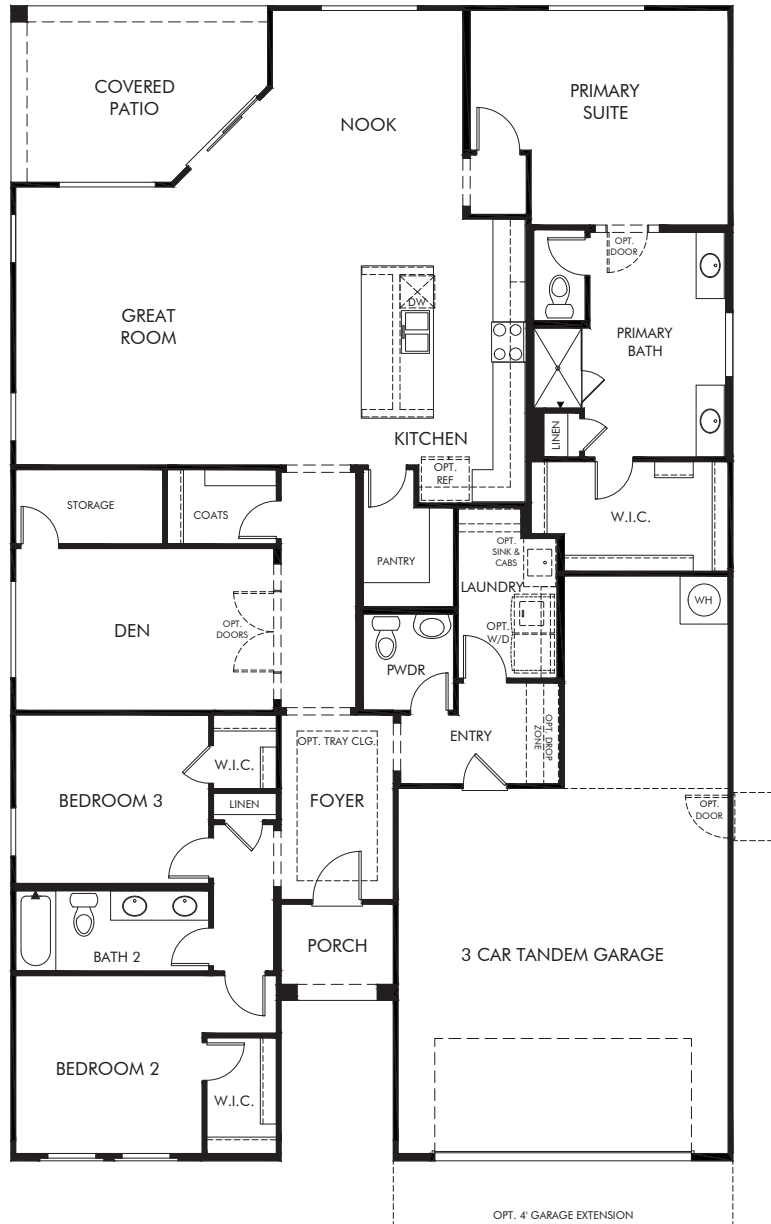 COVERED
PATIO
PRIMARY
SUITE
NOOK
OPT.
DOOR
GREAT
ROOM
DW
PRIMARY
BATH
LINEN
KITCHEN
OPT.
REF
STORAGE
COATS
W.I.C.
PANTRY
OPT.
SINK &
CABS
LAUNDRY
OPT.
W/D
WH
DEN
OPT.
DOORS
PWDR
ENTRY
OPT. DROP
ZONE
OPT. TRAY CLG.
W.I.C.
BEDROOM 3
LINEN
FOYER
OPT.
DOOR
BATH 2
PORCH
3 CAR TANDEM GARAGE
BEDROOM 2
W.I.C.
OPT. 4' GARAGE EXTENSION